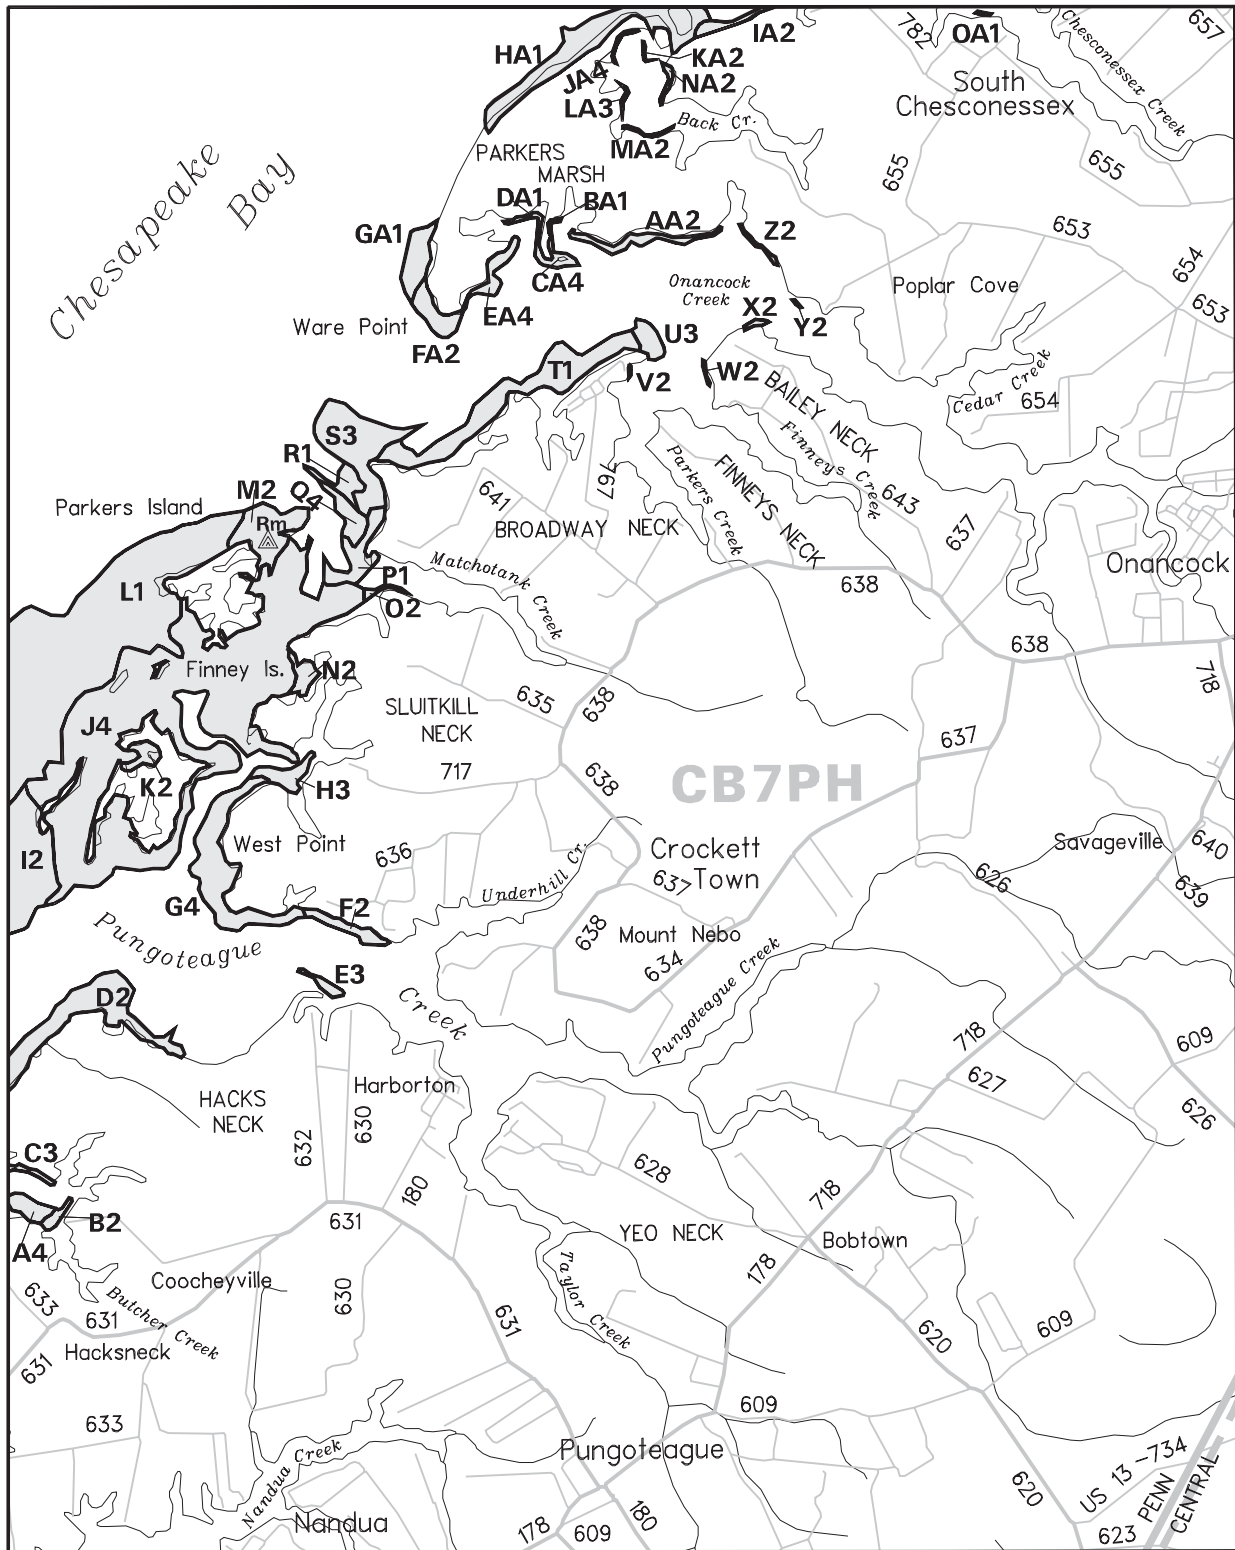 HA1
IA2
782
OA1
657
KA2
JA4
NA2
LA3
South
Chesconessex
Chesconessex Creek
Back Cr.
MA2
PARKERS
MARSH
655
655
Chesapeake
Bay
DA1
BA1
AA2
GA1
Z2
653
654
CA4
Onancock
Creek
Poplar Cove
EA4
X2
653
Ware Point
Y2
FA2
U3
T1
V2
W2
BAILEY NECK
Cedar Creek
654
S3
Finneys Creek
R1
Parkers Creek
FINNEYS NECK
767
M2
Q4
641
643
Parkers Island
Rm
BROADWAY NECK
637
Matchotank Creek
Onancock
L1
P1
638
O2
638
Finney Is.
N2
718
635
638
SLUITKILL
NECK
J4
637
717
638
CB7PH
K2
H3
West Point
636
Crockett
Town
637
Savageville
640
I2
626
639
Underhill Cr.
G4
F2
638
Mount Nebo
634
Pungoteague
Creek
Pungoteague Creek
E3
D2
718
609
627
HACKS
NECK
Harborton
630
632
626
C3
628
180
718
B2
631
YEO NECK
A4
Bobtown
178
Coocheyville
Taylor Creek
633
630
631
Butcher Creek
631
620
609
631
Hacksneck
609
633
Pungoteague
Nandua Creek
US 13 -734
620
PENN
CENTRAL
Nandua
178
609
180
623